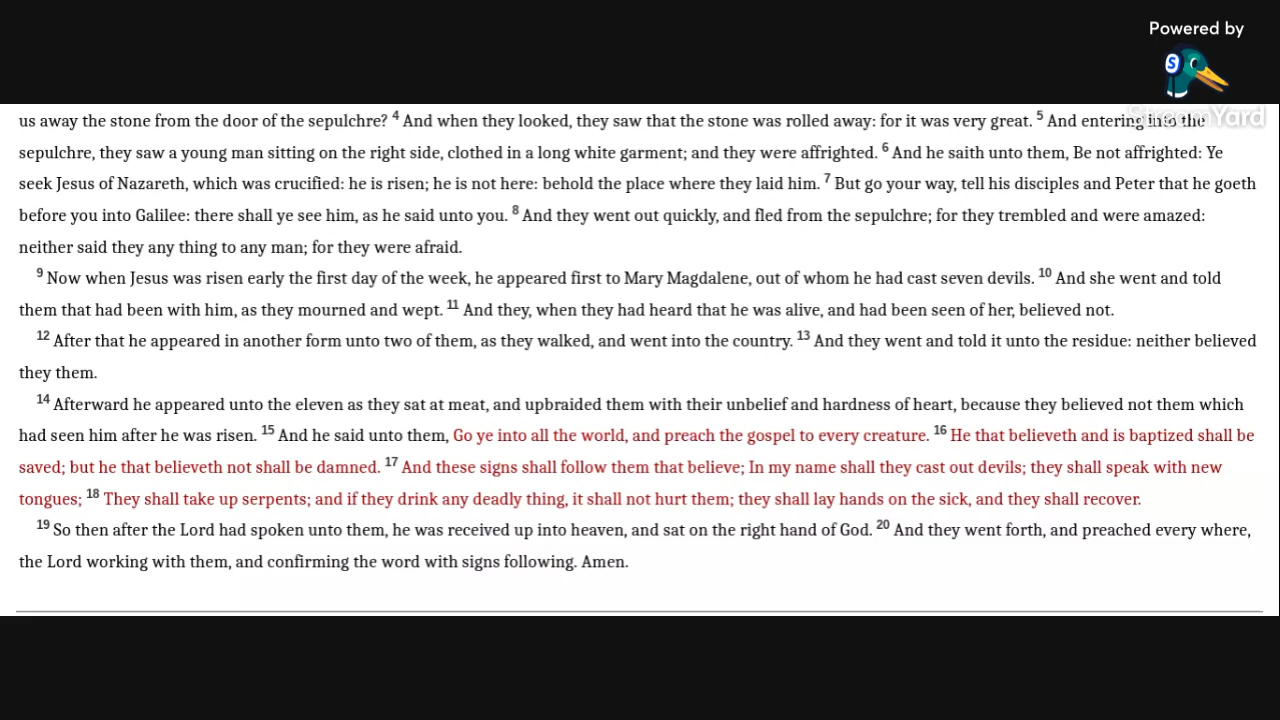 Powered by
StreamYard
us away the stone from the door of the sepulchre? 4 And when they looked, they saw that the stone was rolled away: for it was very great. 5 And entering into the
sepulchre, they saw a young man sitting on the right side, clothed in a long white garment; and they were affrighted. 6 And he saith unto them, Be not affrighted: Ye
seek Jesus of Nazareth, which was crucified: he is risen; he is not here: behold the place where they laid him. 7 But go your way, tell his disciples and Peter that he goeth
before you into Galilee: there shall ye see him, as he said unto you. 8 And they went out quickly, and fled from the sepulchre; for they trembled and were amazed:
neither said they any thing to any man; for they were afraid.
9 Now when Jesus was risen early the first day of the week, he appeared first to Mary Magdalene, out of whom he had cast seven devils. 10 And she went and told
them that had been with him, as they mourned and wept. 11 And they, when they had heard that he was alive, and had been seen of her, believed not.
12 After that he appeared in another form unto two of them, as they walked, and went into the country. 13 And they went and told it unto the residue: neither believed
they them.
14 Afterward he appeared unto the eleven as they sat at meat, and upbraided them with their unbelief and hardness of heart, because they believed not them which
had seen him after he was risen. 15 And he said unto them, Go ye into all the world, and preach the gospel to every creature. 16 He that believeth and is baptized shall be
saved; but he that believeth not shall be damned. 17 And these signs shall follow them that believe; In my name shall they cast out devils; they shall speak with new
tongues; 18 They shall take up serpents; and if they drink any deadly thing, it shall not hurt them; they shall lay hands on the sick, and they shall recover.
19 So then after the Lord had spoken unto them, he was received up into heaven, and sat on the right hand of God. 20 And they went forth, and preached every where,
the Lord working with them, and confirming the word with signs following. Amen.